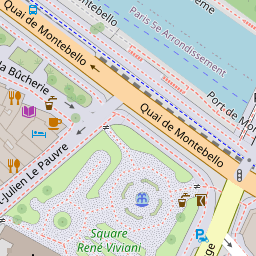 Montebello
Quai de Montebello
Paris 5e Arrondissement
Port de Mo
la Bûcherie
Quai de Montebello
-Julien Le Pauvre
Square
René Viviani